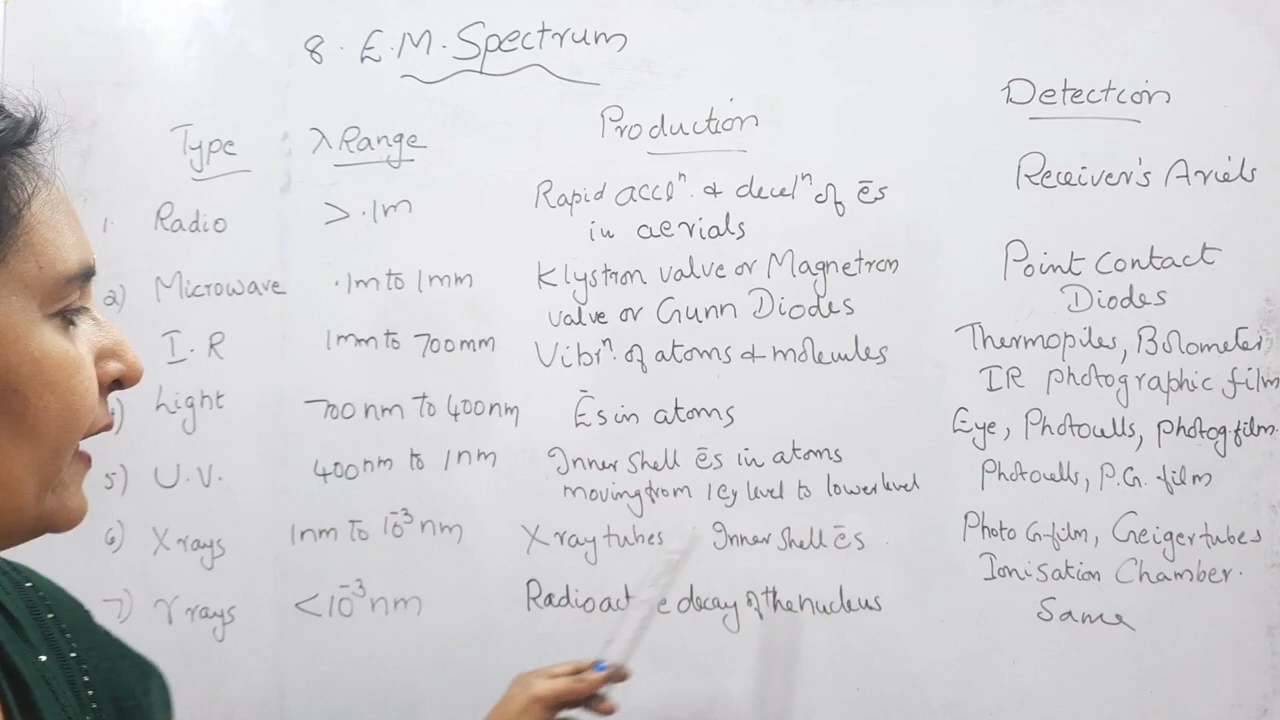 8. E.M. Spectrum
Type λ Range Production Detection
1. Radio > .1m Rapid accln. & deceln of ēs in aerials Receiver's Ariels
2) Microwave .1m to 1mm Klystron valve or Magnetron valve or Gunn Diodes Point Contact Diodes
I.R 1mm to 700mm Vibrn. of atoms & molecules Thermopiles, Bolometer, IR photographic film
4) Light 700nm to 400nm Ēs in atoms Eye, Photocells, photog.film.
5) U.V. 400nm to 1nm Inner Shell ēs in atoms moving from 1 Ey level to lower level Photocells, P.G. film
6) X rays 1nm to 10⁻³ nm X ray tubes Inner Shell ēs. Photo G-film, Geiger tubes Ionisation Chamber.
7) γ rays <10⁻³ nm Radioact e decay of the nucleus Same